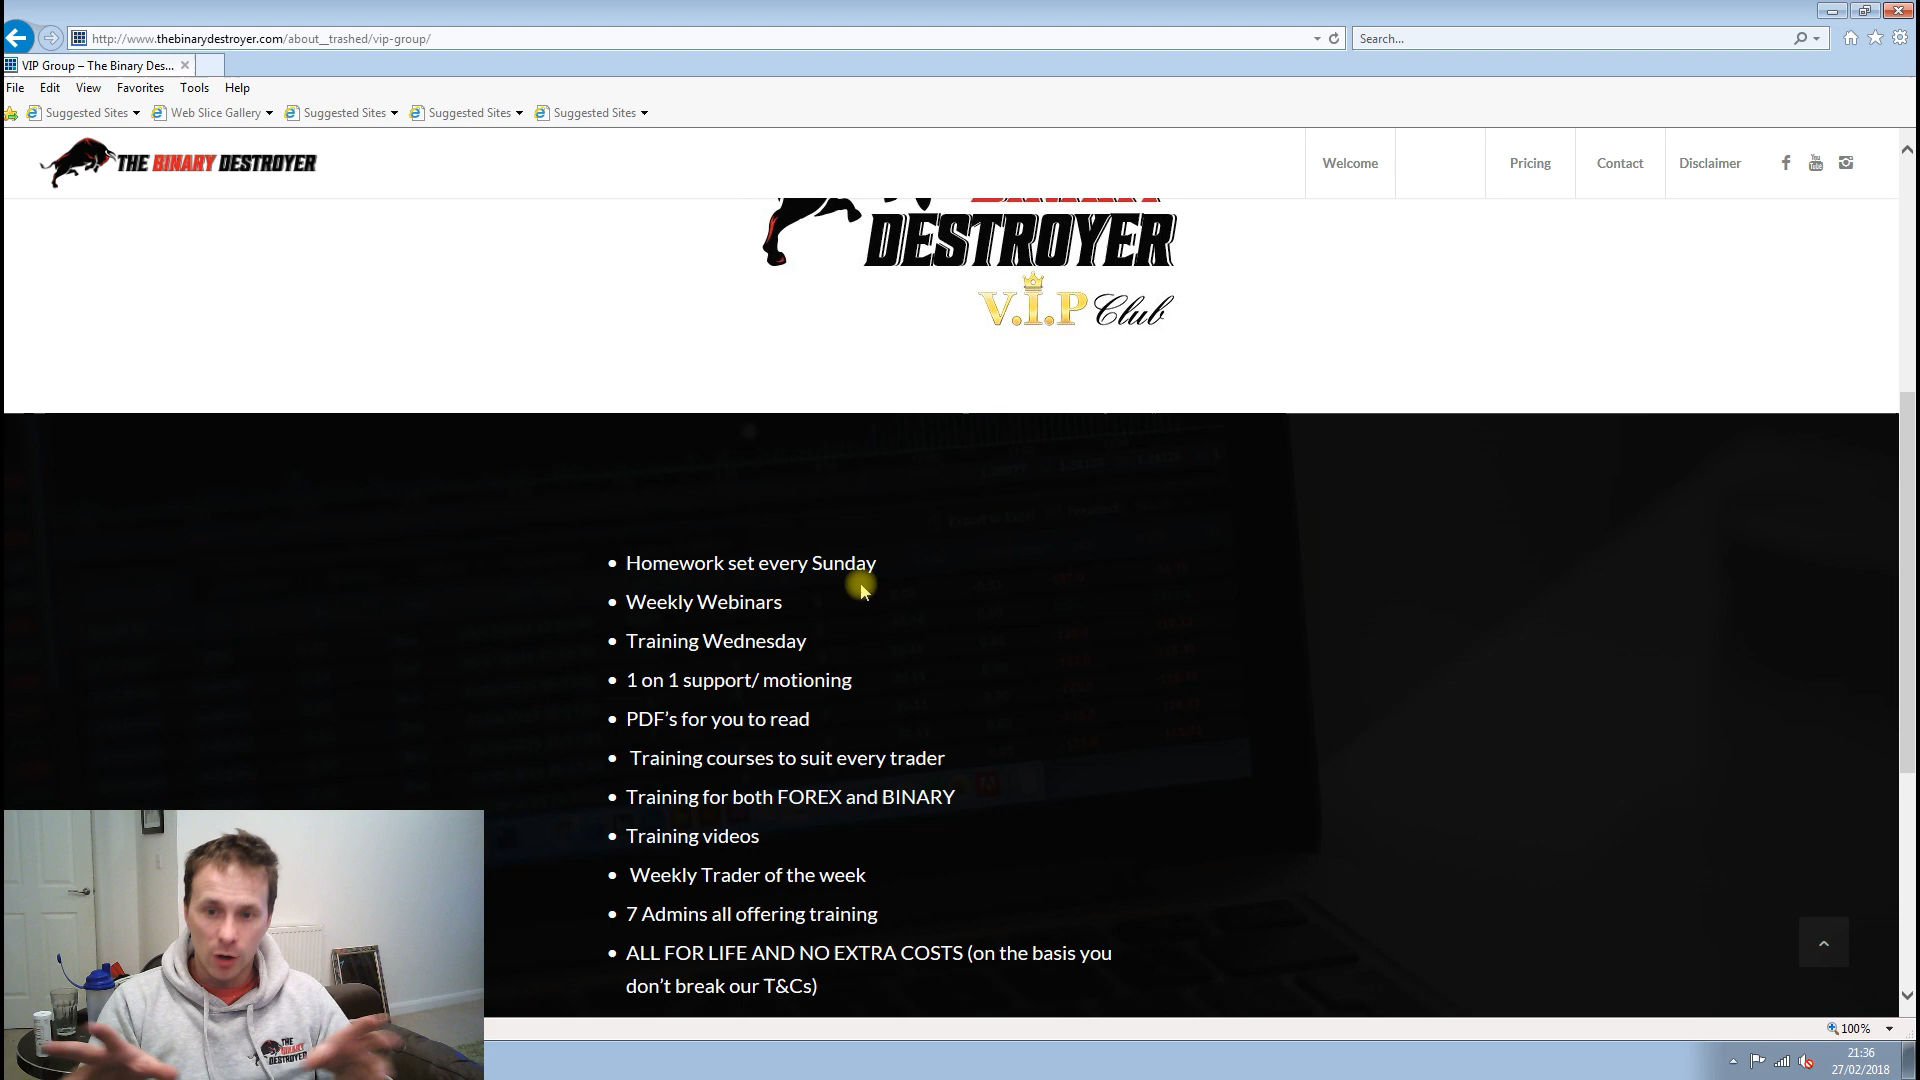 http://www.thebinarydestroyer.com/about__trashed/vip-group/
Search...
VIP Group – The Binary Des...
File Edit View Favorites Tools Help
Suggested Sites Web Slice Gallery Suggested Sites Suggested Sites Suggested Sites
THE BINARY DESTROYER
Welcome Pricing Contact Disclaimer
DESTROYER
V.I.P Club
• Homework set every Sunday
• Weekly Webinars
• Training Wednesday
• 1 on 1 support/ motioning
• PDF’s for you to read
• Training courses to suit every trader
• Training for both FOREX and BINARY
• Training videos
• Weekly Trader of the week
• 7 Admins all offering training
• ALL FOR LIFE AND NO EXTRA COSTS (on the basis you
don’t break our T&Cs)
THE
BINARY
DESTROYER
100%
21:36
27/02/2018